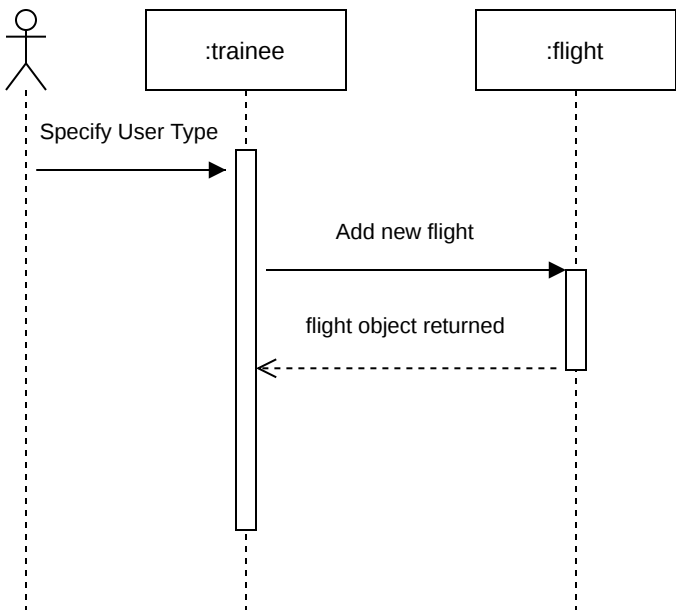 :trainee
:flight
Specify User Type
Add new flight
flight object returned